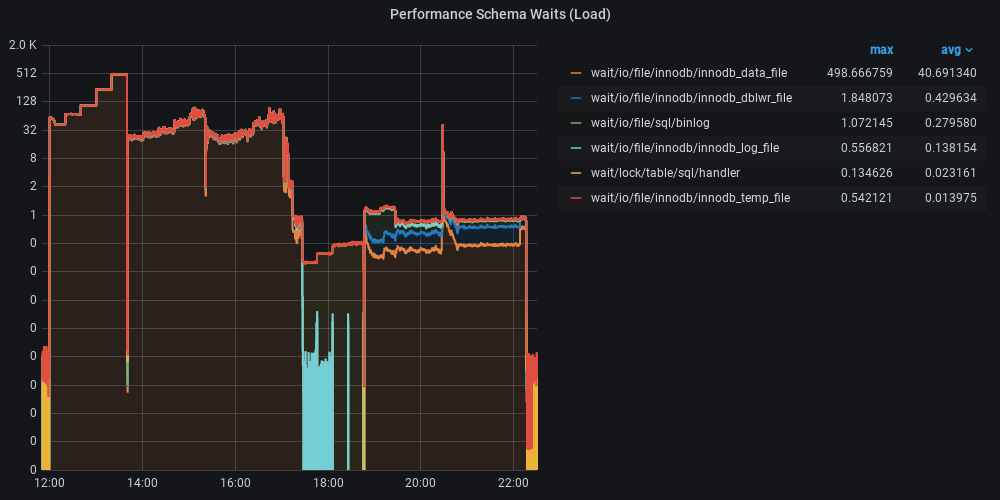 Performance Schema Waits (Load)
2.0 K
512
128
32
8
2
1
0
0
0
0
0
0
0
0
0
12:00 14:00 16:00 18:00 20:00 22:00
max avg
wait/io/file/innodb/innodb_data_file 498.666759 40.691340
wait/io/file/innodb/innodb_dblwr_file 1.848073 0.429634
wait/io/file/sql/binlog 1.072145 0.279580
wait/io/file/innodb/innodb_log_file 0.556821 0.138154
wait/lock/table/sql/handler 0.134626 0.023161
wait/io/file/innodb/innodb_temp_file 0.542121 0.013975